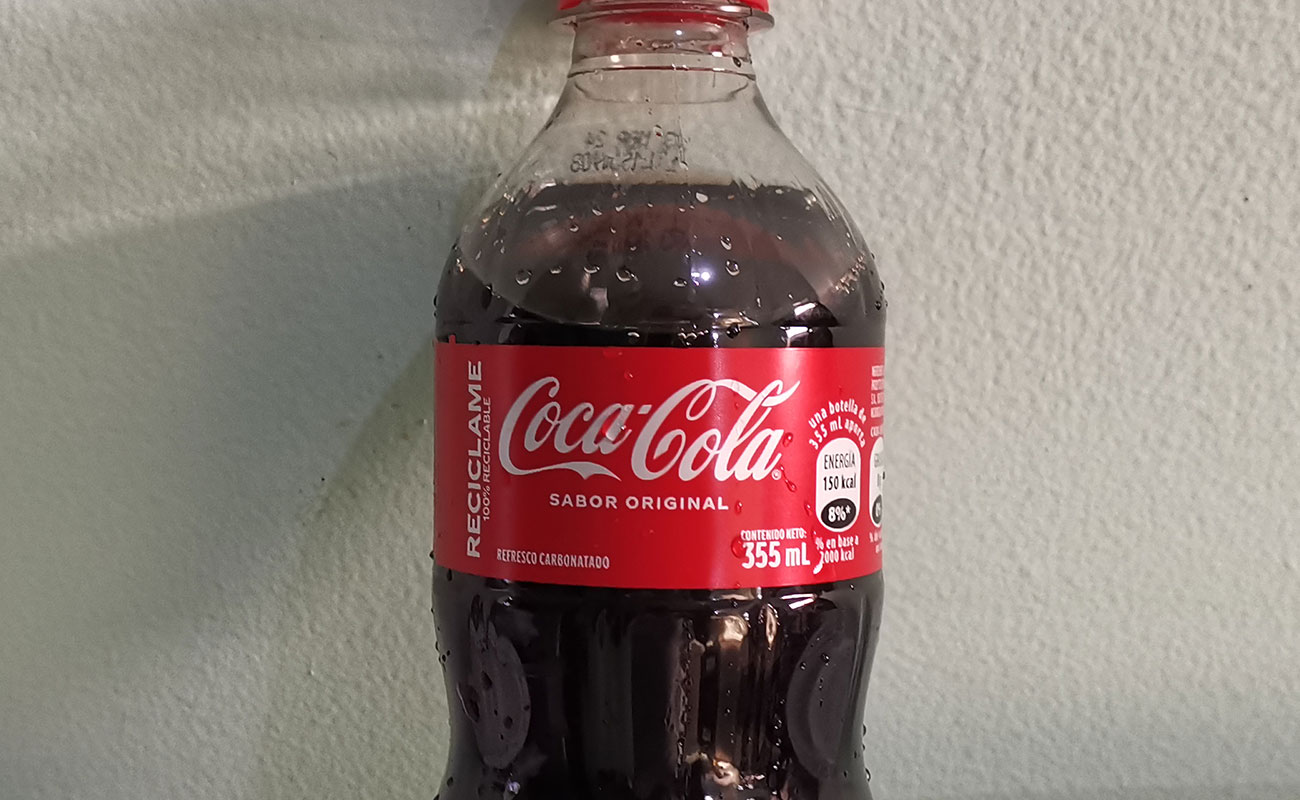 RECICLAME
100% RECICLABLE
Coca-Cola
SABOR ORIGINAL
REFRESCO CARBONATADO
CONTENIDO NETO:
355 mL
una botella de
355 mL aporta
ENERGÍA
150 kcal
8%*
% en base a
2000 kcal